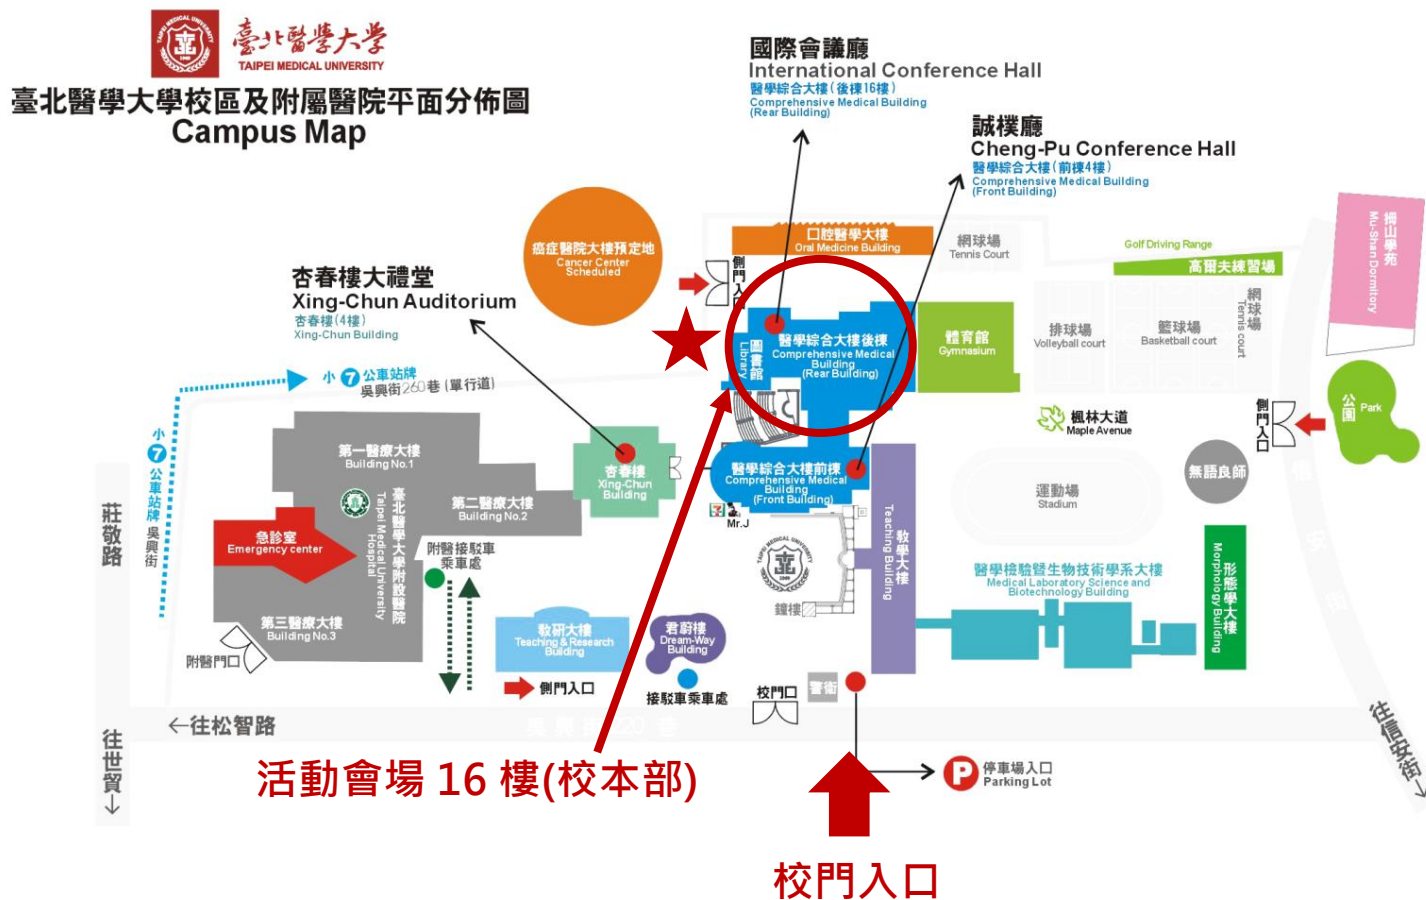 臺北醫學大學
TAIPEI MEDICAL UNIVERSITY
臺北醫學大學校區及附屬醫院平面分佈圖
Campus Map
國際會議廳
International Conference Hall
醫學綜合大樓(後棟16樓)
Comprehensive Medical Building
(Rear Building)
誠樸廳
Cheng-Pu Conference Hall
醫學綜合大樓(前棟4樓)
Comprehensive Medical Building
(Front Building)
杏春樓大禮堂
Xing-Chun Auditorium
杏春樓(4樓)
Xing-Chun Building
癌症醫院大樓預定地
Cancer Center
Scheduled
側門入口
口腔醫學大樓
Oral Medicine Building
網球場
Tennis Court
Golf Driving Range
高爾夫練習場
拇山學苑
Mu-Shan Dormitory
圖書館
Library
醫學綜合大樓後棟
Comprehensive Medical
Building
(Rear Building)
體育館
Gymnasium
排球場
Volleyball court
籃球場
Basketball court
網球場
Tennis court
公園
Park
側門入口
楓林大道
Maple Avenue
小7公車站牌
吳興街260巷(單行道)
小7公車站牌
吳興街
莊敬路
往世貿→
第一醫療大樓
Building No.1
第二醫療大樓
Building No.2
臺北醫學大學附設醫院
Taipei Medical University
Hospital
急診室
Emergency center
第三醫療大樓
Building No.3
附醫門口
附醫接駁車
乘車處
杏春樓
Xing-Chun
Building
醫學綜合大樓前棟
Comprehensive Medical
Building
(Front Building)
7
Mr.J
TAIPEI MEDICAL UNIVERSITY
鐘樓
教學大樓
Teaching Building
運動場
Stadium
無語良師
醫學檢驗暨生物技術學系大樓
Medical Laboratory Science and
Biotechnology Building
形態學大樓
Morphology Building
信安街
往信安街→
教研大樓
Teaching & Research
Building
側門入口
君蔚樓
Dream-Way
Building
接駁車乘車處
校門口
警衛
←往松智路
吳興街220巷
P
停車場入口
Parking Lot
活動會場 16 樓(校本部)
校門入口